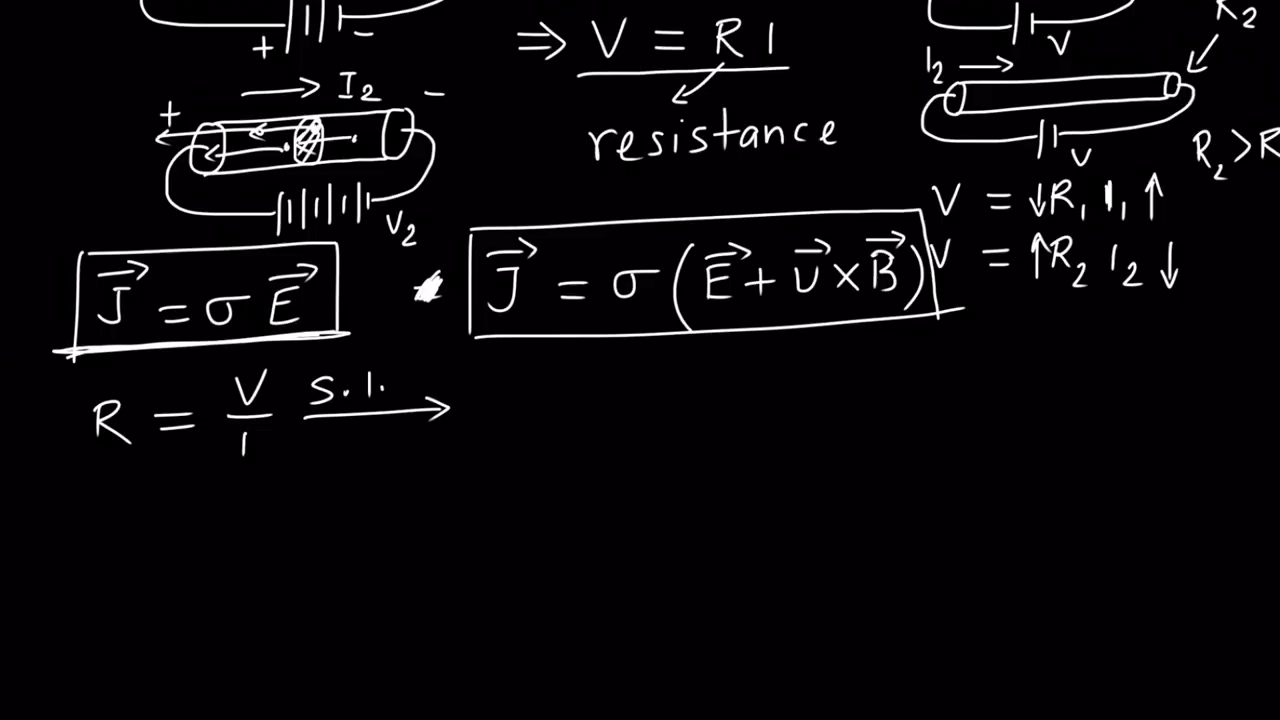 + -
⇒ V = R I
resistance
R2
V
I2 →
V
R2 > R
→ I2
+ -
V2
V = ↓R1 I1 ↑
V = ↑R2 I2 ↓
J⃗ = σ E⃗
J⃗ = σ (E⃗ + υ⃗ × B⃗)
R = V/I S.I. →